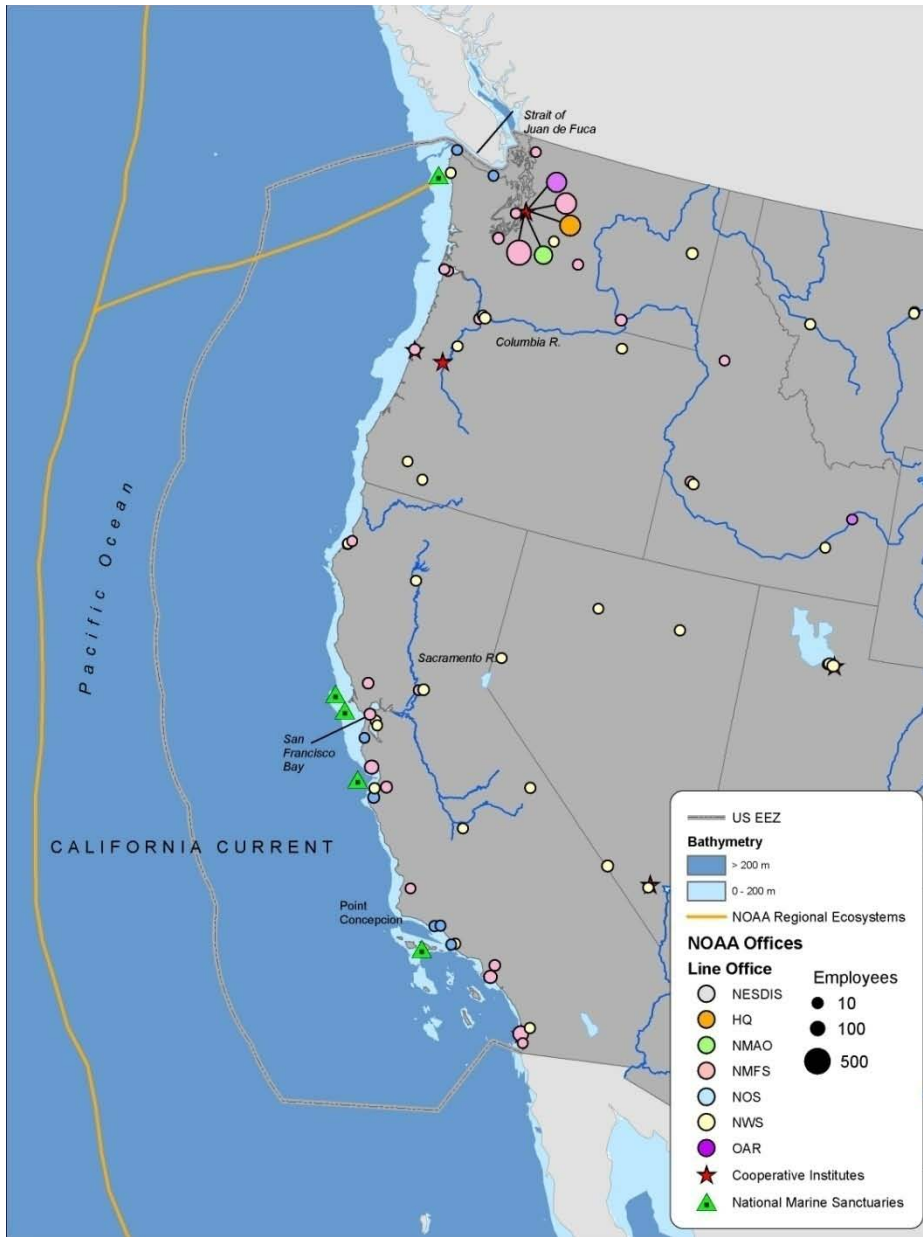 Strait of
Juan de Fuca
Columbia R.
Pacific Ocean
Sacramento R.
San
Francisco
Bay
CALIFORNIA CURRENT
Point
Concepcion
US EEZ
Bathymetry
> 200 m
0 - 200 m
NOAA Regional Ecosystems
NOAA Offices
Line Office
Employees
NESDIS
10
HQ
100
NMAO
500
NMFS
NOS
NWS
OAR
Cooperative Institutes
National Marine Sanctuaries